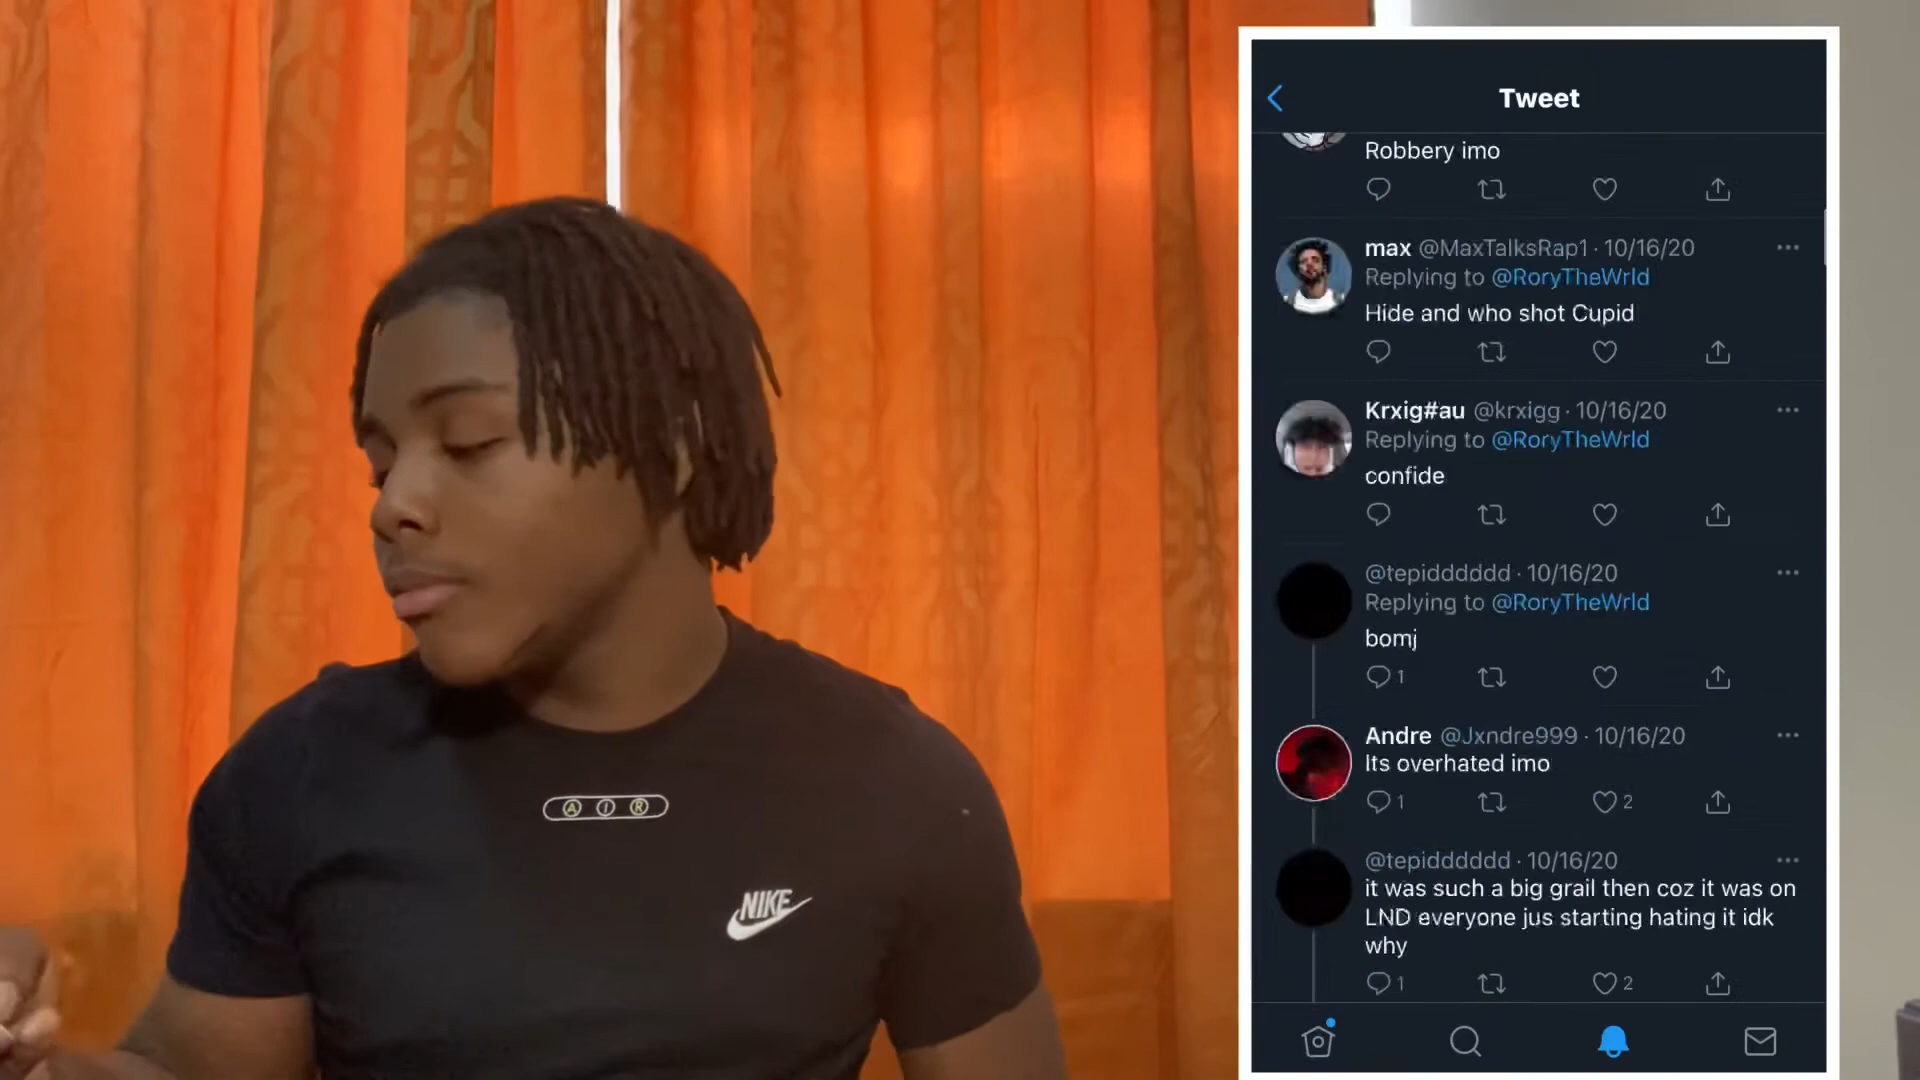 Tweet
Robbery imo
max @MaxTalksRap1 · 10/16/20
Replying to @RoryTheWrld
Hide and who shot Cupid
Krxig#au @krxigg · 10/16/20
Replying to @RoryTheWrld
confide
@tepidddddd · 10/16/20
Replying to @RoryTheWrld
bomj
1
Andre @Jxndre999 · 10/16/20
Its overhated imo
1 2
@tepidddddd · 10/16/20
it was such a big grail then coz it was on
LND everyone jus starting hating it idk
why
1 2
AIR
NIKE